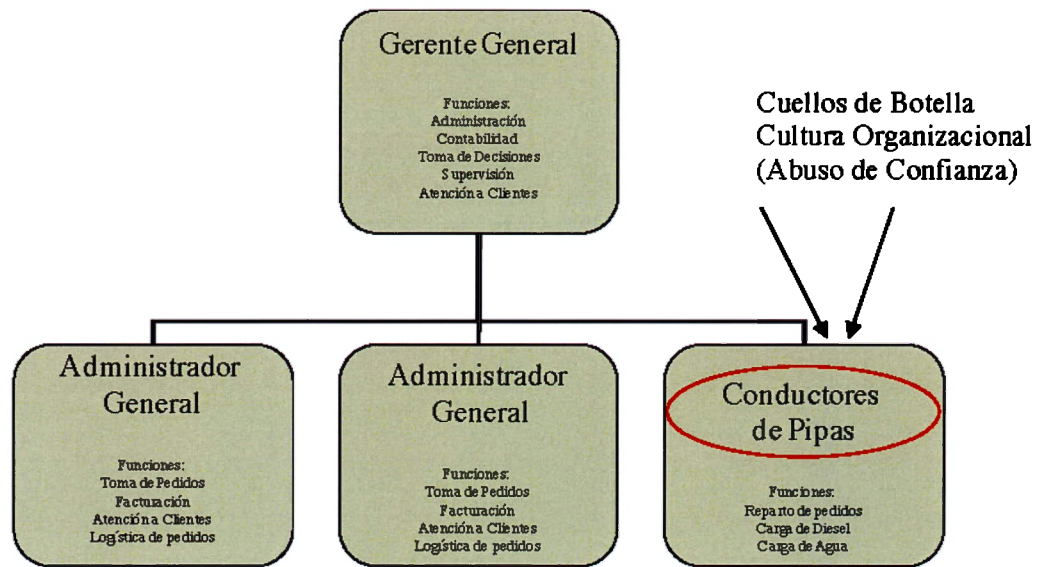 Gerente General
Funciones:
Administración
Contabilidad
Toma de Decisiones
Supervisión
Atención a Clientes
Cuellos de Botella
Cultura Organizacional
(Abuso de Confianza)
Administrador
General
Funciones:
Toma de Pedidos
Facturación
Atención a Clientes
Logística de pedidos
Administrador
General
Funciones:
Toma de Pedidos
Facturación
Atención a Clientes
Logística de pedidos
Conductores
de Pipas
Funciones:
Reparto de pedidos
Carga de Diesel
Carga de Agua